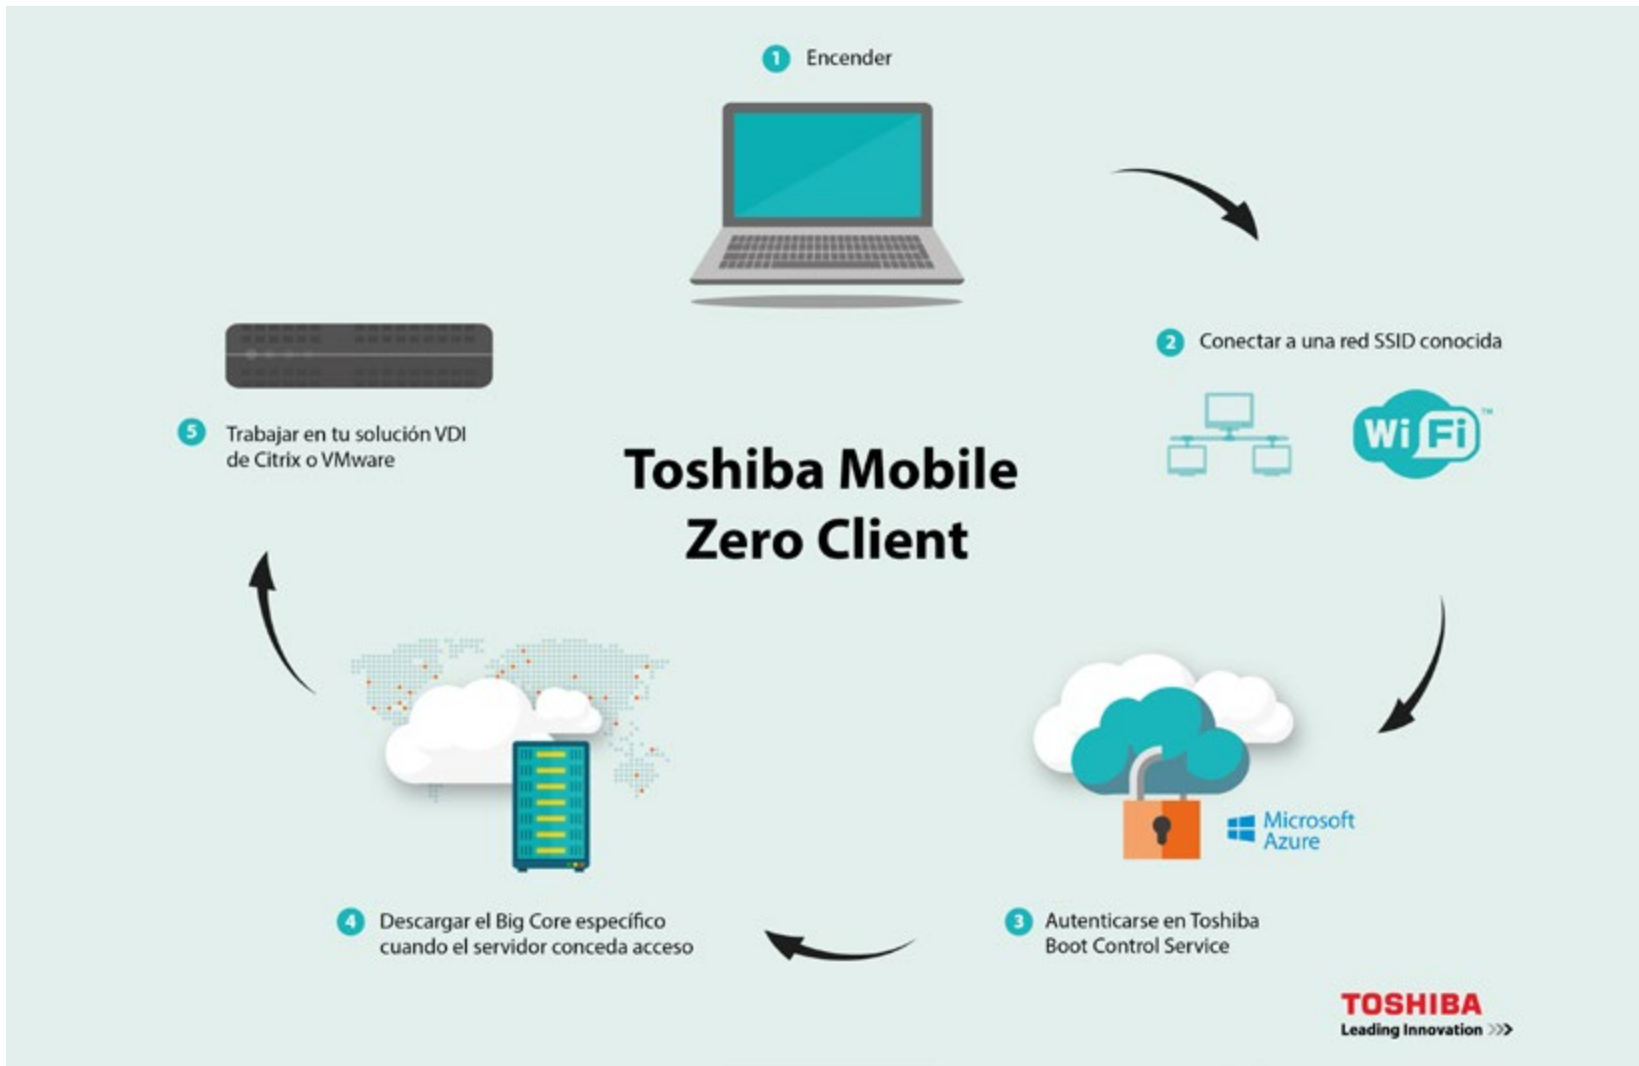 1 Encender
2 Conectar a una red SSID conocida
WiFi™
5 Trabajar en tu solución VDI
de Citrix o VMware
Toshiba Mobile
Zero Client
Microsoft
Azure
4 Descargar el Big Core específico
cuando el servidor conceda acceso
3 Autenticarse en Toshiba
Boot Control Service
TOSHIBA
Leading Innovation >>>